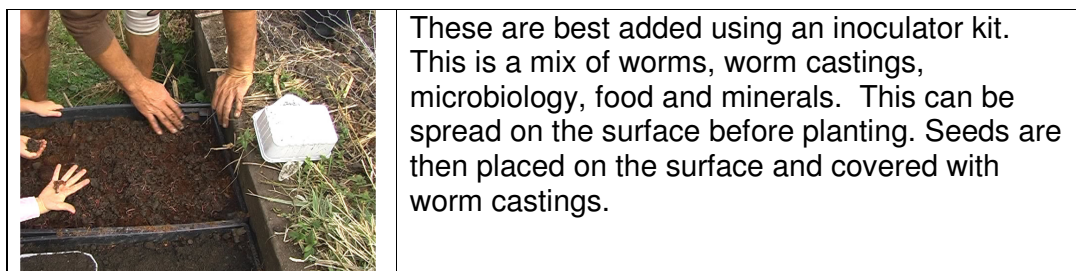 These are best added using an inoculator kit.
This is a mix of worms, worm castings,
microbiology, food and minerals.  This can be
spread on the surface before planting. Seeds are
then placed on the surface and covered with
worm castings.